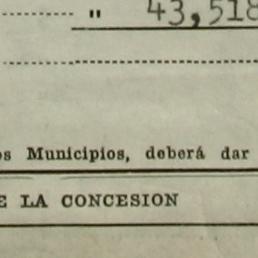 " 43,518
os Municipios, deberá dar
E LA CONCESION